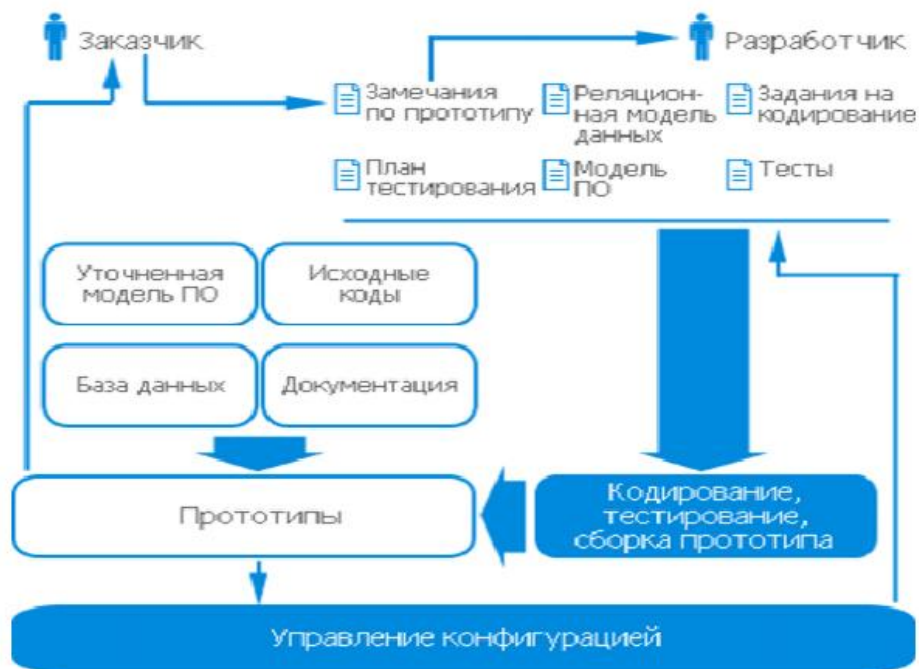 Заказчик
Разработчик
Замечания
по прототипу
Реляцион-
ная модель
данных
Задания на
кодирование
План
тестирования
Модель
ПО
Тесты
Уточненная
модель ПО
Исходные
коды
База данных
Документация
Прототипы
Кодирование,
тестирование,
сборка прототипа
Управление конфигурацией